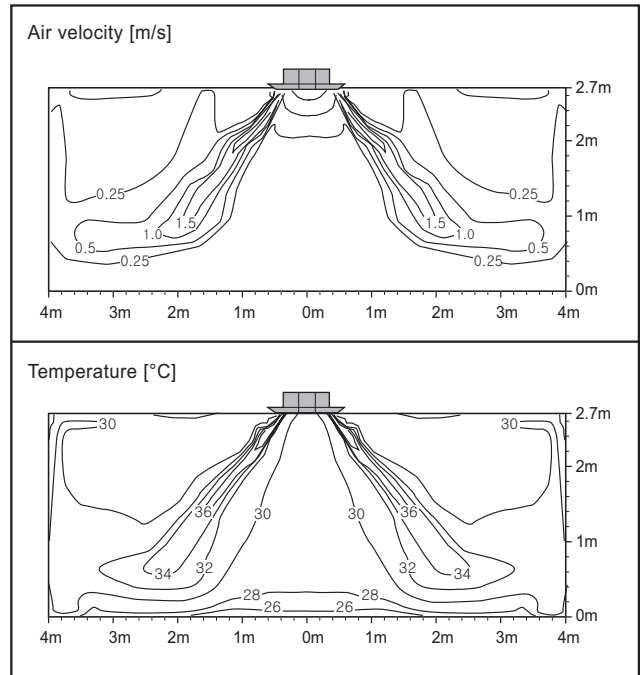 Air velocity [m/s]
2.7m
2m
0.25 0.25
1m
1.5 1.5
0.5 1.0 1.0 0.5
0.25 0.25
0m
4m 3m 2m 1m 0m 1m 2m 3m 4m
Temperature [°C]
30 30 2.7m
2m
36 36
30 30
1m
34 32 32 34
28 28
26 26
0m
4m 3m 2m 1m 0m 1m 2m 3m 4m